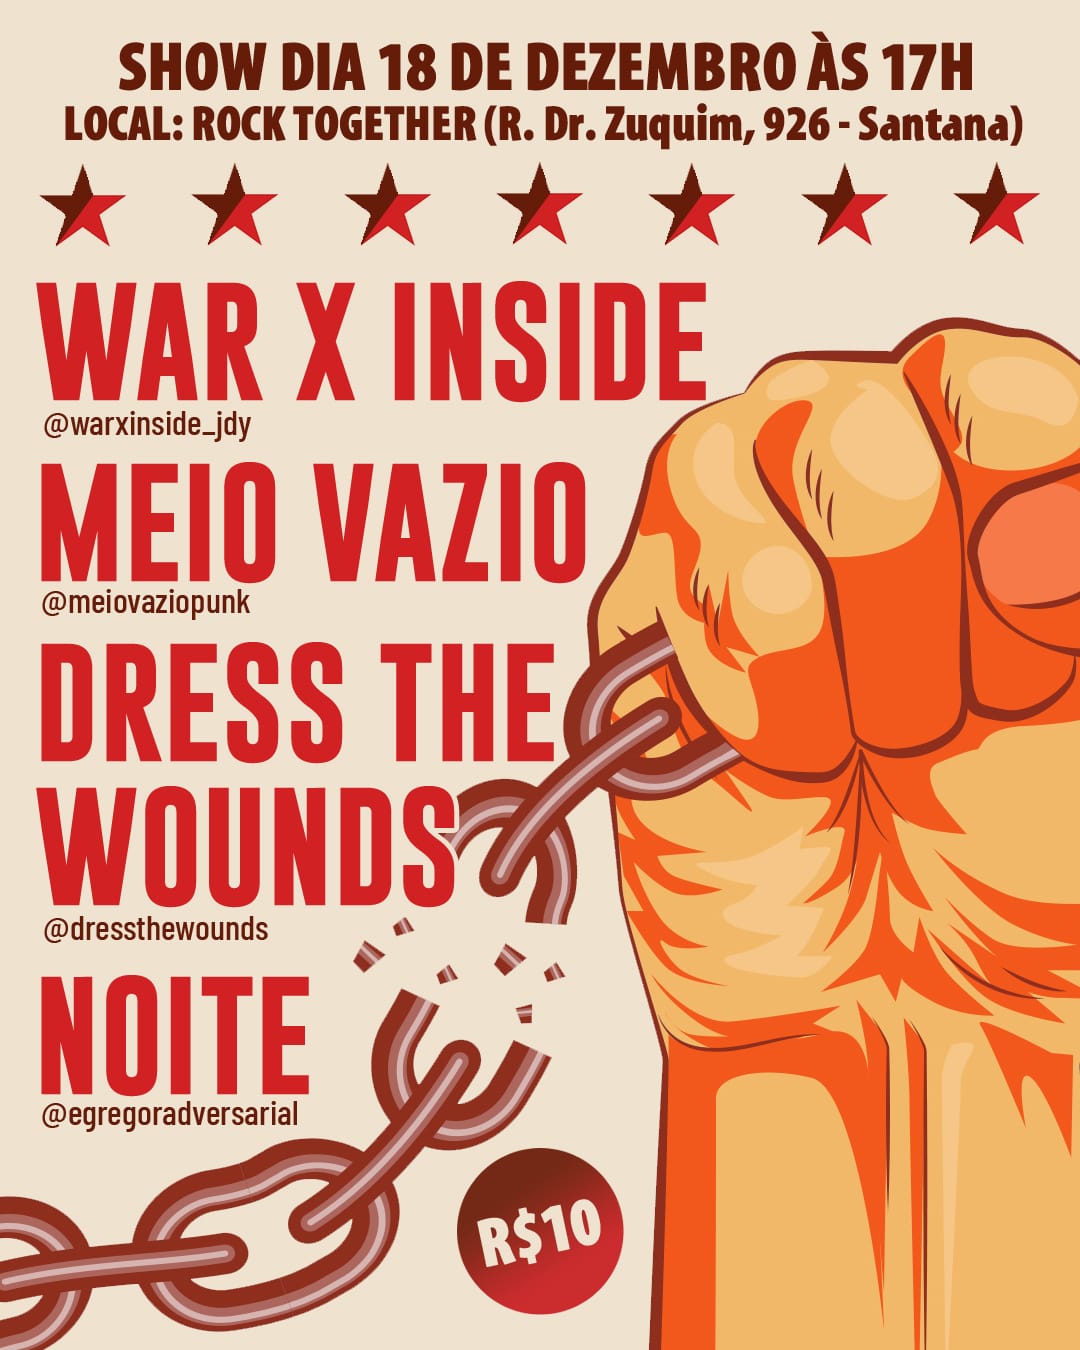 SHOW DIA 18 DE DEZEMBRO ÀS 17H
LOCAL: ROCK TOGETHER (R. Dr. Zuquim, 926 - Santana)
WAR X INSIDE
@warxinside_jdy
MEIO VAZIO
@meiovaziopunk
DRESS THE
WOUNDS
@dressthewounds
NOITE
@egregoradversarial
R$10